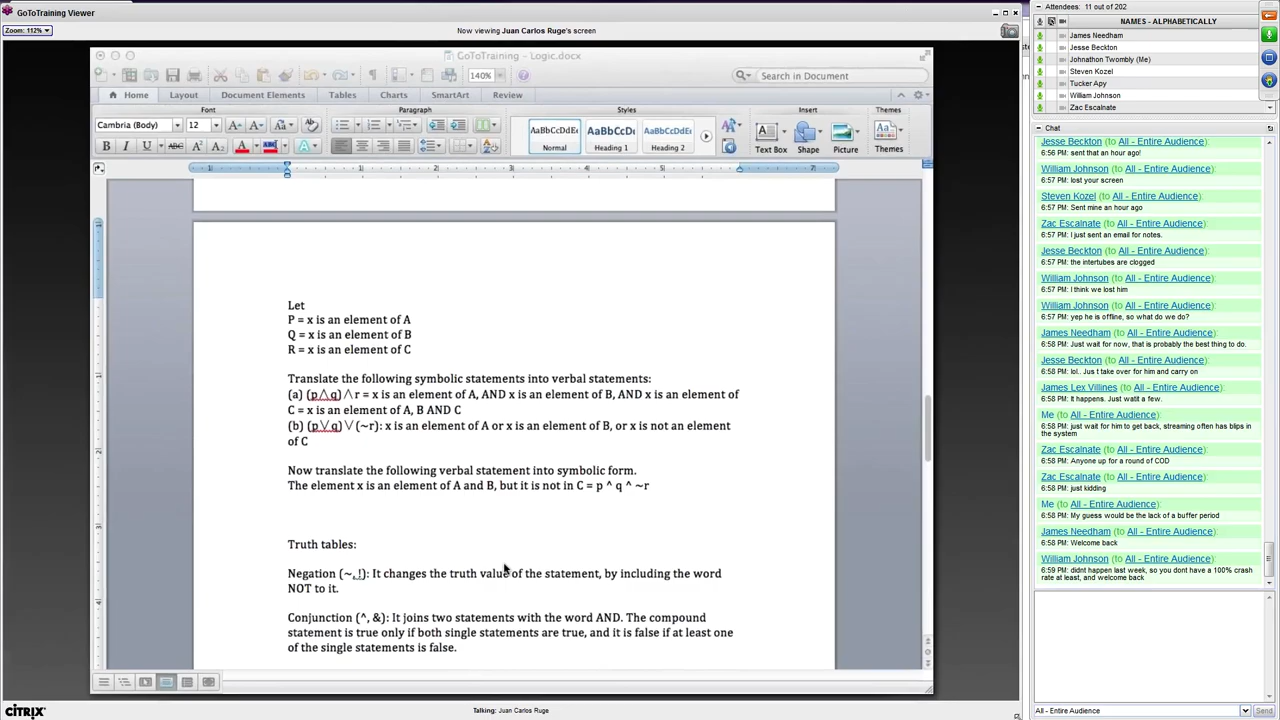 GoToTraining Viewer
Zoom: 112%
Now viewing Juan Carlos Ruge's screen
GoToTraining - Logic.docx
140%
Search in Document
Home Layout Document Elements Tables Charts SmartArt Review
Font Paragraph Styles Insert Themes
Cambria (Body) 12
AaBbCcDdE Normal
AaBbCcDc Heading 1
AaBbCcDdE Heading 2
Text Box Shape Picture Themes
Let
P = x is an element of A
Q = x is an element of B
R = x is an element of C
Translate the following symbolic statements into verbal statements:
(a) (p⋀q)⋀r = x is an element of A, AND x is an element of B, AND x is an element of
C = x is an element of A, B AND C
(b) (p⋁q)⋁(~r): x is an element of A or x is an element of B, or x is not an element
of C
Now translate the following verbal statement into symbolic form.
The element x is an element of A and B, but it is not in C = p ^ q ^ ~r
Truth tables:
Negation (~, !): It changes the truth value of the statement, by including the word
NOT to it.
Conjunction (^, &): It joins two statements with the word AND. The compound
statement is true only if both single statements are true, and it is false if at least one
of the single statements is false.
CITRIX
Talking: Juan Carlos Ruge
Attendees: 11 out of 202
NAMES - ALPHABETICALLY
James Needham
Jesse Beckton
Johnathon Twombly (Me)
Steven Kozel
Tucker Apy
William Johnson
Zac Escalnate
Chat
Jesse Beckton (to All - Entire Audience):
6:56 PM: sent that an hour ago!
William Johnson (to All - Entire Audience):
6:57 PM: lost your screen
Steven Kozel (to All - Entire Audience):
6:57 PM: Sent mine an hour ago
Zac Escalnate (to All - Entire Audience):
6:57 PM: I just sent an email for notes.
Jesse Beckton (to All - Entire Audience):
6:57 PM: the intertubes are clogged
William Johnson (to All - Entire Audience):
6:57 PM: I think we lost him
William Johnson (to All - Entire Audience):
6:57 PM: yep he is offline, so what do we do?
James Needham (to All - Entire Audience):
6:58 PM: Just wait for now, that is probably the best thing to do.
Jesse Beckton (to All - Entire Audience):
6:58 PM: lol.. Jus t take over for him and carry on
James Lex Villines (to All - Entire Audience):
6:58 PM: It happens. Just watit a few.
Me (to All - Entire Audience):
6:58 PM: just wait for him to get back, streaming often has blips in
the system
Zac Escalnate (to All - Entire Audience):
6:58 PM: Anyone up for a round of COD
Zac Escalnate (to All - Entire Audience):
6:58 PM: just kidding
Me (to All - Entire Audience):
6:58 PM: My guess would be the lack of a buffer period
James Needham (to All - Entire Audience):
6:58 PM: Welcome back
William Johnson (to All - Entire Audience):
6:59 PM: didnt happen last week, so you dont have a 100% crash
rate at least, and welcome back
All - Entire Audience
Send